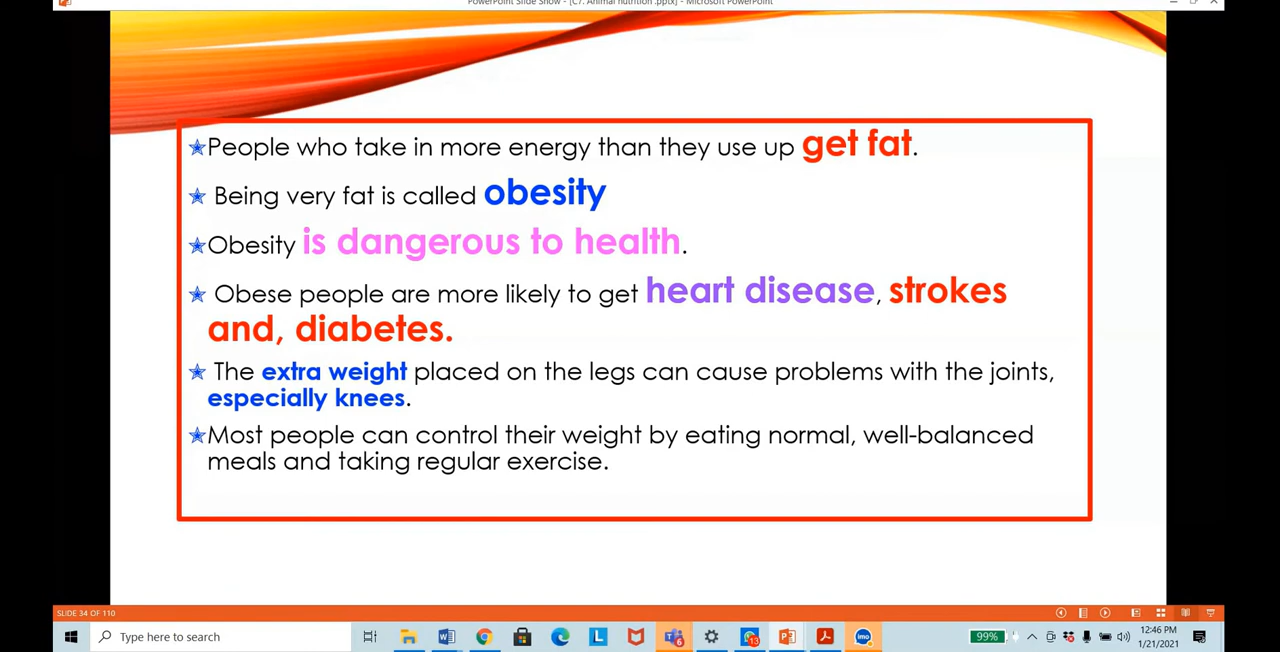 PowerPoint Slide Show - [C7. Animal nutrition .pptx] - Microsoft PowerPoint
People who take in more energy than they use up get fat.
Being very fat is called obesity
Obesity is dangerous to health.
Obese people are more likely to get heart disease, strokes
and, diabetes.
The extra weight placed on the legs can cause problems with the joints,
especially knees.
Most people can control their weight by eating normal, well-balanced
meals and taking regular exercise.
SLIDE 34 OF 110
Type here to search
99%
12:46 PM
1/21/2021